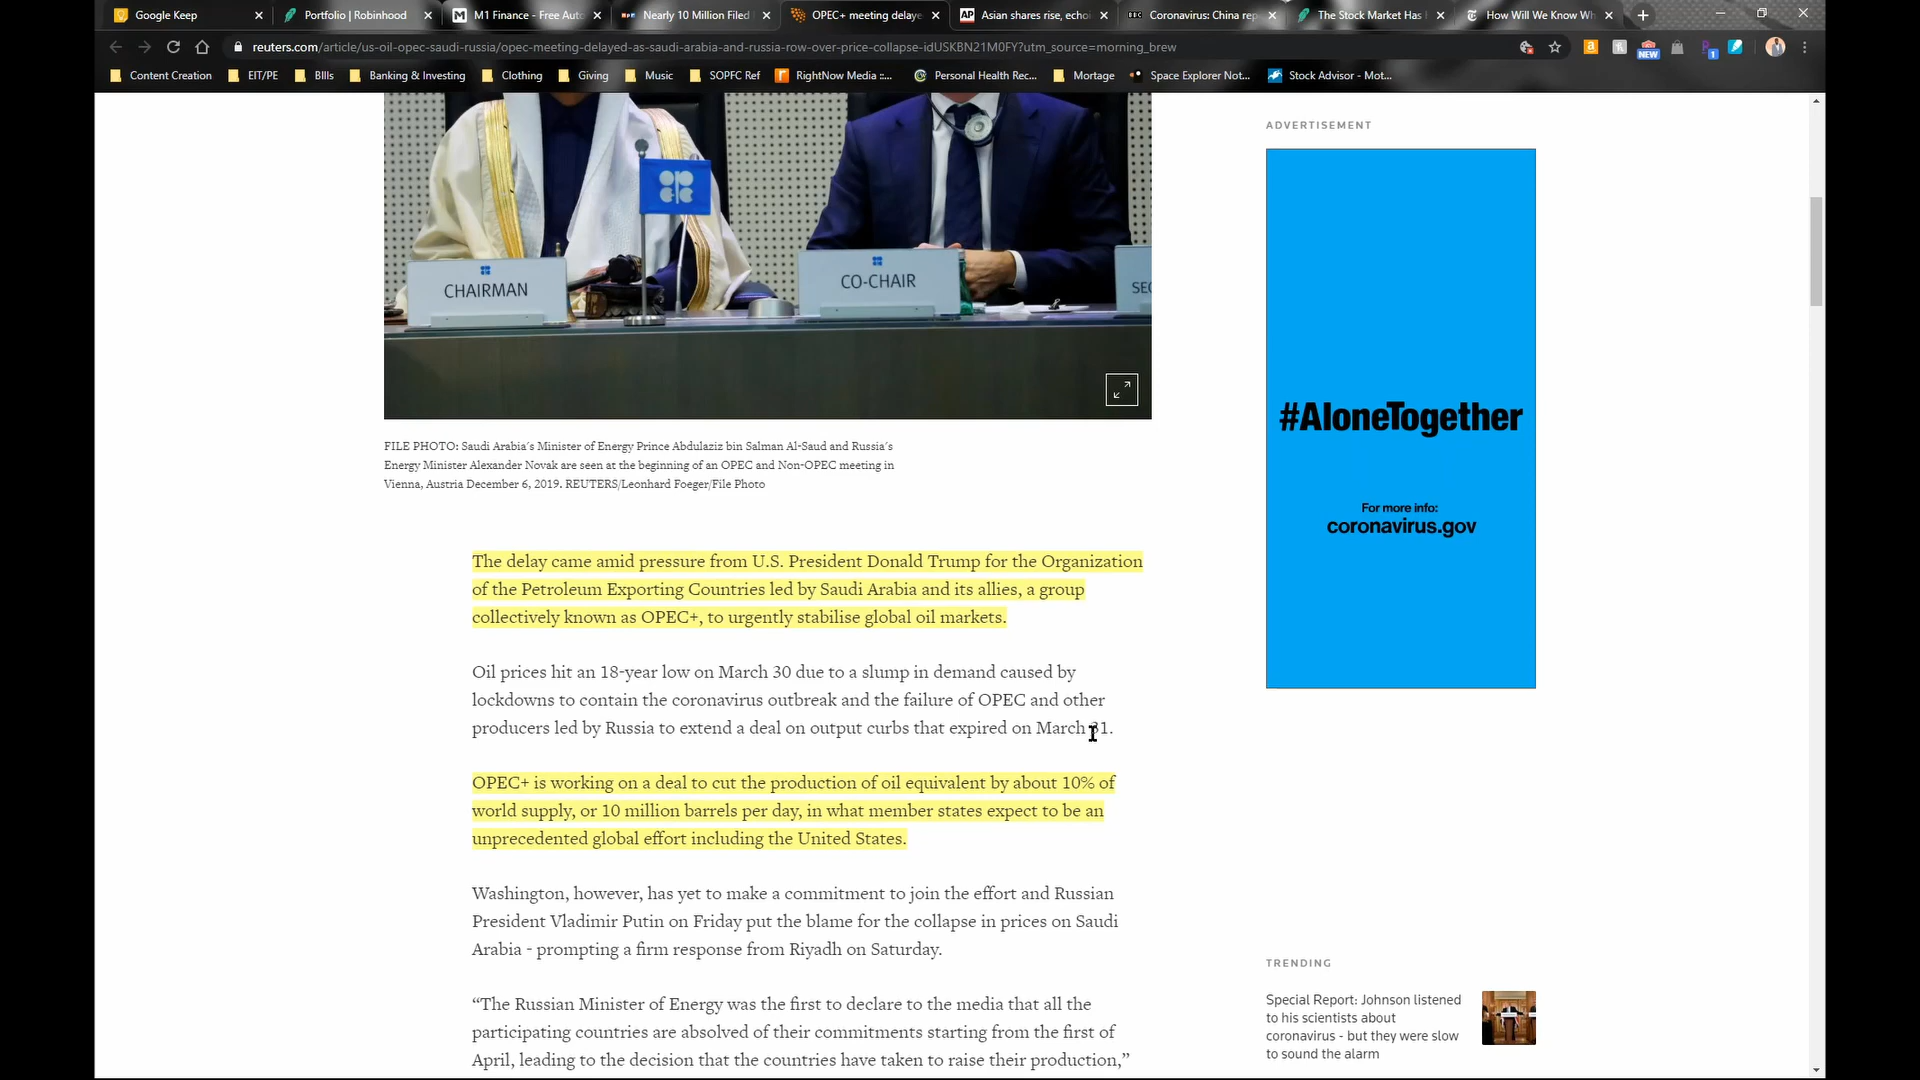 Google Keep
Portfolio | Robinhood
M1 Finance - Free Auto
Nearly 10 Million Filed
OPEC+ meeting delaye
Asian shares rise, echo
Coronavirus: China rep
The Stock Market Has
How Will We Know Wh
reuters.com/article/us-oil-opec-saudi-russia/opec-meeting-delayed-as-saudi-arabia-and-russia-row-over-price-collapse-idUSKBN21M0FY?utm_source=morning_brew
NEW
1
Content Creation
EIT/PE
BIlls
Banking & Investing
Clothing
Giving
Music
SOPFC Ref
RightNow Media ::...
Personal Health Rec...
Mortage
Space Explorer Not...
Stock Advisor - Mot...
CHAIRMAN
CO-CHAIR
SEC
FILE PHOTO: Saudi Arabia's Minister of Energy Prince Abdulaziz bin Salman Al-Saud and Russia's
Energy Minister Alexander Novak are seen at the beginning of an OPEC and Non-OPEC meeting in
Vienna, Austria December 6, 2019. REUTERS/Leonhard Foeger/File Photo
The delay came amid pressure from U.S. President Donald Trump for the Organization
of the Petroleum Exporting Countries led by Saudi Arabia and its allies, a group
collectively known as OPEC+, to urgently stabilise global oil markets.
Oil prices hit an 18-year low on March 30 due to a slump in demand caused by
lockdowns to contain the coronavirus outbreak and the failure of OPEC and other
producers led by Russia to extend a deal on output curbs that expired on March 31.
OPEC+ is working on a deal to cut the production of oil equivalent by about 10% of
world supply, or 10 million barrels per day, in what member states expect to be an
unprecedented global effort including the United States.
Washington, however, has yet to make a commitment to join the effort and Russian
President Vladimir Putin on Friday put the blame for the collapse in prices on Saudi
Arabia - prompting a firm response from Riyadh on Saturday.
“The Russian Minister of Energy was the first to declare to the media that all the
participating countries are absolved of their commitments starting from the first of
April, leading to the decision that the countries have taken to raise their production,”
ADVERTISEMENT
#AloneTogether
For more info:
coronavirus.gov
TRENDING
Special Report: Johnson listened
to his scientists about
coronavirus - but they were slow
to sound the alarm